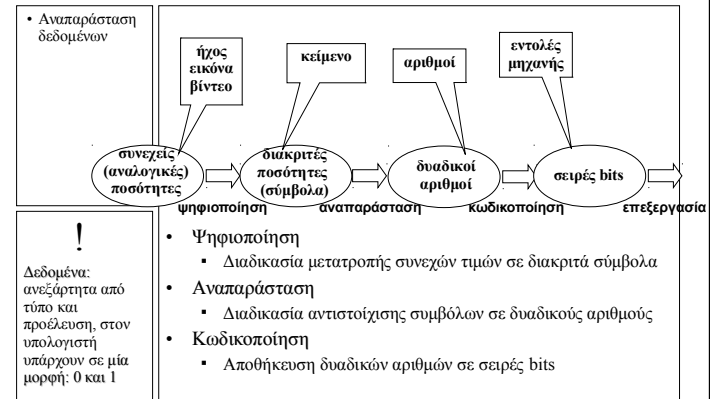 • Αναπαράσταση
δεδομένων
ήχος
εικόνα
βίντεο
κείμενο
αριθμοί
εντολές
μηχανής
συνεχείς
(αναλογικές)
ποσότητες
διακριτές
ποσότητες
(σύμβολα)
δυαδικοί
αριθμοί
σειρές bits
ψηφιοποίηση
αναπαράσταση
κωδικοποίηση
επεξεργασία
!
Δεδομένα:
ανεξάρτητα από
τύπο και
προέλευση, στον
υπολογιστή
υπάρχουν σε μία
μορφή: 0 και 1
• Ψηφιοποίηση
▪ Διαδικασία μετατροπής συνεχών τιμών σε διακριτά σύμβολα
• Αναπαράσταση
▪ Διαδικασία αντιστοίχισης συμβόλων σε δυαδικούς αριθμούς
• Κωδικοποίηση
▪ Αποθήκευση δυαδικών αριθμών σε σειρές bits